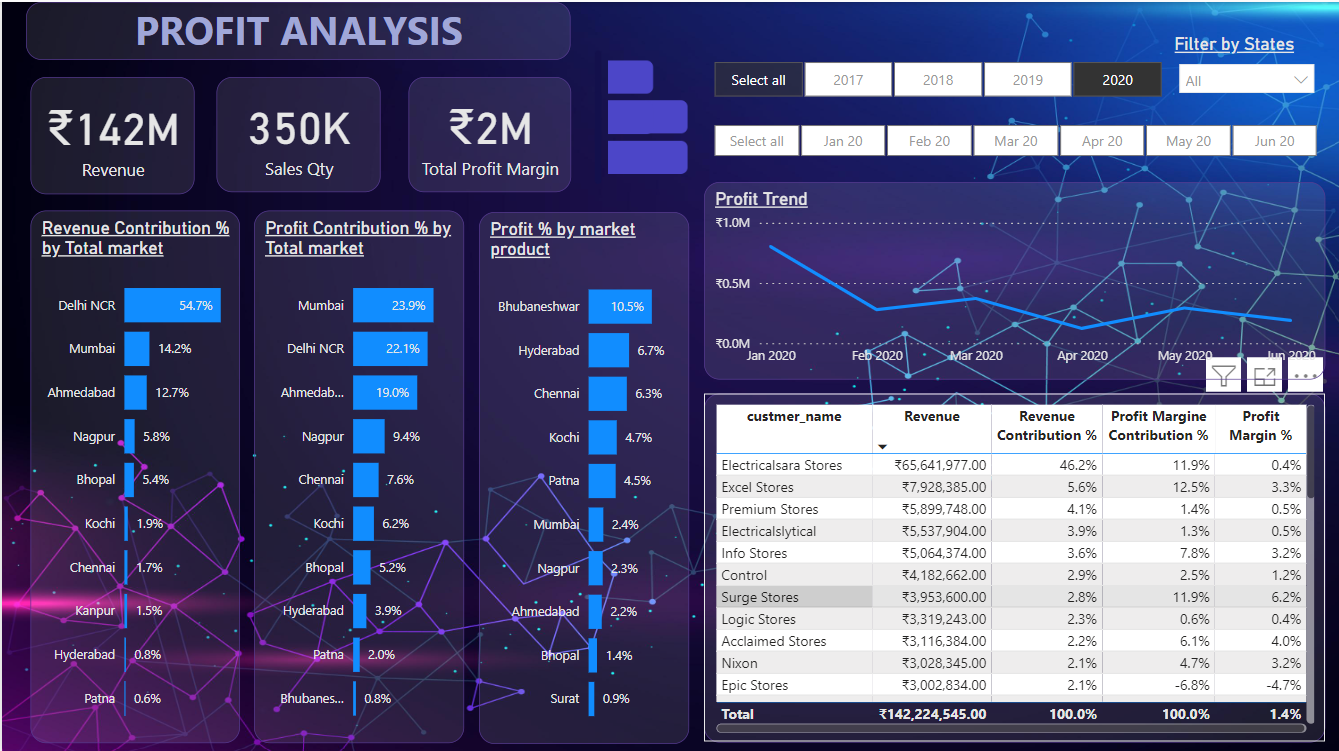 PROFIT ANALYSIS
₹142M
Revenue
350K
Sales Qty
₹2M
Total Profit Margin
Filter by States
Select all 2017 2018 2019 2020 All
Select all Jan 20 Feb 20 Mar 20 Apr 20 May 20 Jun 20
Revenue Contribution %
by Total market
Delhi NCR 54.7%
Mumbai 14.2%
Ahmedabad 12.7%
Nagpur 5.8%
Bhopal 5.4%
Kochi 1.9%
Chennai 1.7%
Kanpur 1.5%
Hyderabad 0.8%
Patna 0.6%
Profit Contribution % by
Total market
Mumbai 23.9%
Delhi NCR 22.1%
Ahmedab... 19.0%
Nagpur 9.4%
Chennai 7.6%
Kochi 6.2%
Bhopal 5.2%
Hyderabad 3.9%
Patna 2.0%
Bhubanes... 0.8%
Profit % by market
product
Bhubaneshwar 10.5%
Hyderabad 6.7%
Chennai 6.3%
Kochi 4.7%
Patna 4.5%
Mumbai 2.4%
Nagpur 2.3%
Ahmedabad 2.2%
Bhopal 1.4%
Surat 0.9%
Profit Trend
₹1.0M
₹0.5M
₹0.0M
Jan 2020 Feb 2020 Mar 2020 Apr 2020 May 2020 Jun 2020
custmer_name Revenue Revenue Profit Margine Profit
Contribution % Contribution % Margin %
Electricalsara Stores ₹65,641,977.00 46.2% 11.9% 0.4%
Excel Stores ₹7,928,385.00 5.6% 12.5% 3.3%
Premium Stores ₹5,899,748.00 4.1% 1.4% 0.5%
Electricalslytical ₹5,537,904.00 3.9% 1.3% 0.5%
Info Stores ₹5,064,374.00 3.6% 7.8% 3.2%
Control ₹4,182,662.00 2.9% 2.5% 1.2%
Surge Stores ₹3,953,600.00 2.8% 11.9% 6.2%
Logic Stores ₹3,319,243.00 2.3% 0.6% 0.4%
Acclaimed Stores ₹3,116,384.00 2.2% 6.1% 4.0%
Nixon ₹3,028,345.00 2.1% 4.7% 3.2%
Epic Stores ₹3,002,834.00 2.1% -6.8% -4.7%
Total ₹142,224,545.00 100.0% 100.0% 1.4%